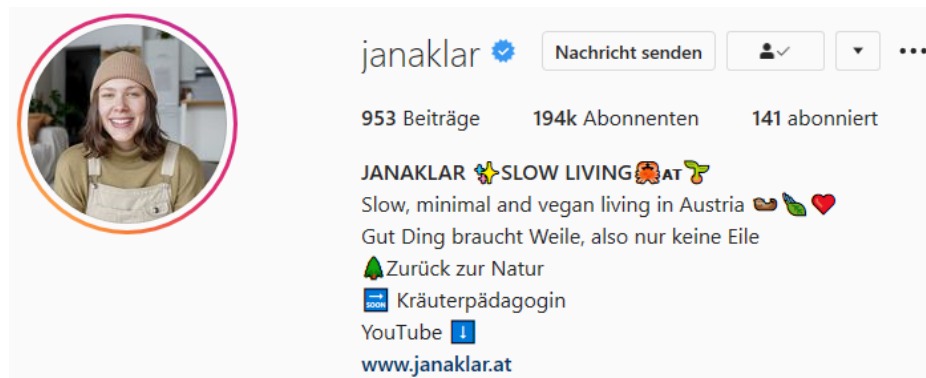 janaklar Nachricht senden
953 Beiträge 194k Abonnenten 141 abonniert
JANAKLAR ✨SLOW LIVING🦀AT🌱
Slow, minimal and vegan living in Austria
Gut Ding braucht Weile, also nur keine Eile
🌲Zurück zur Natur
🔜 Kräuterpädagogin
YouTube ⬇️
www.janaklar.at